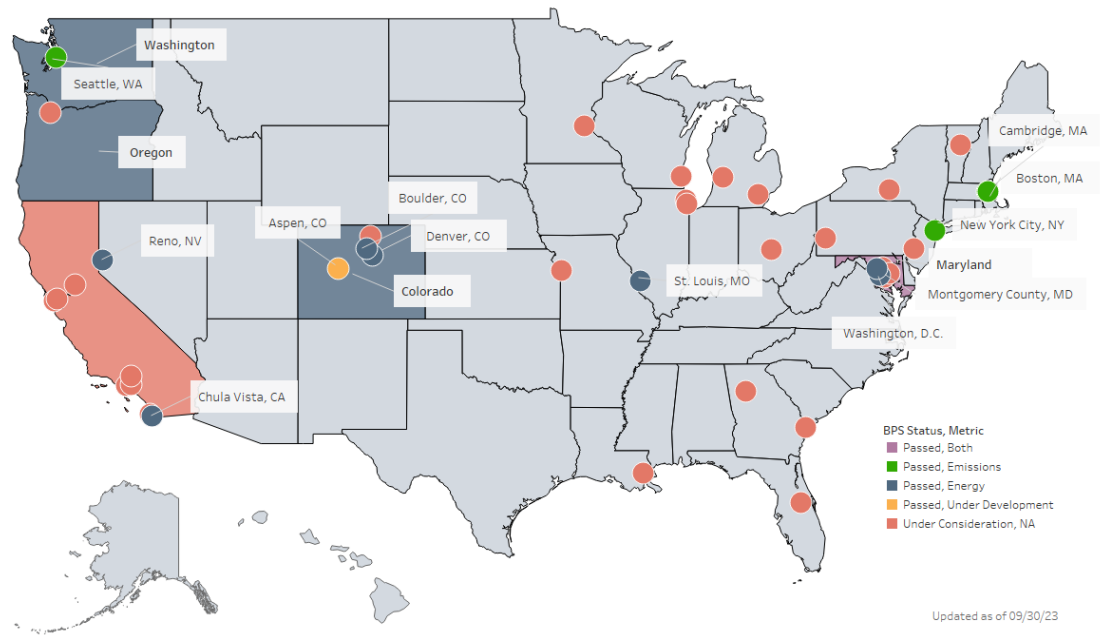 Washington
Seattle, WA
Oregon
Cambridge, MA
Boston, MA
Boulder, CO
Aspen, CO
Denver, CO
Reno, NV
New York City, NY
Maryland
Colorado
St. Louis, MO
Montgomery County, MD
Washington, D.C.
Chula Vista, CA
BPS Status, Metric
Passed, Both
Passed, Emissions
Passed, Energy
Passed, Under Development
Under Consideration, NA
Updated as of 09/30/23